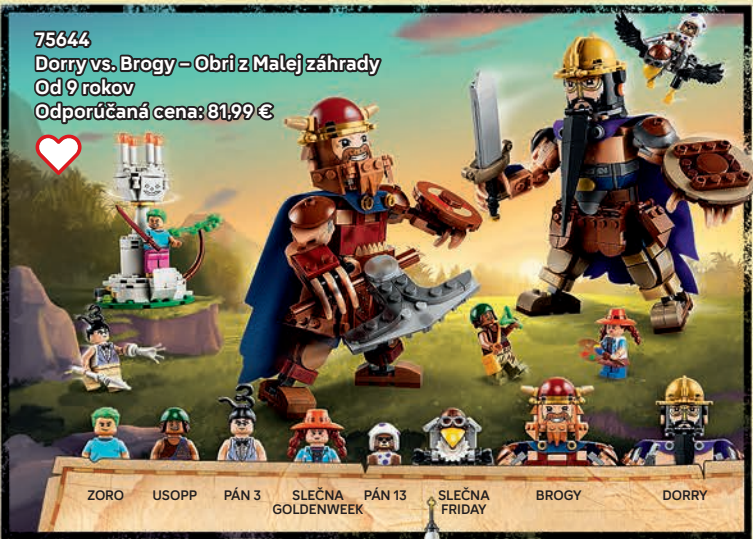 75644
Dorry vs. Brogy – Obri z Malej záhrady
Od 9 rokov
Odporúčaná cena: 81,99 €
ZORO
USOPP
PÁN 3
SLEČNA
GOLDENWEEK
PÁN 13
SLEČNA
FRIDAY
BROGY
DORRY